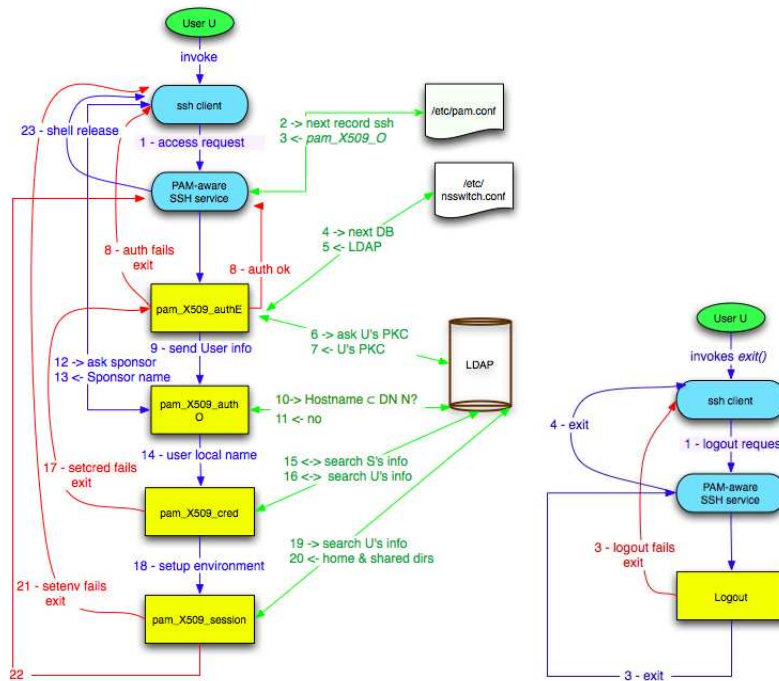 User U
invoke
ssh client
23 - shell release
1 - access request
2 -> next record ssh
3 <- pam_X509_O
/etc/pam.conf
PAM-aware
SSH service
/etc/
nsswitch.conf
4 -> next DB
5 <- LDAP
8 - auth fails
exit
8 - auth ok
pam_X509_authE
6 -> ask U's PKC
7 <- U's PKC
9 - send User info
LDAP
12 -> ask sponsor
13 <- Sponsor name
pam_X509_auth
O
10-> Hostname ⊂ DN N?
11 <- no
14 - user local name
15 <-> search S's info
16 <-> search U's info
17 - setcred fails
exit
pam_X509_cred
18 - setup environment
19 -> search U's info
20 <- home & shared dirs
21 - setenv fails
exit
pam_X509_session
22
User U
invokes exit()
ssh client
4 - exit
1 - logout request
PAM-aware
SSH service
3 - logout fails
exit
Logout
3 - exit